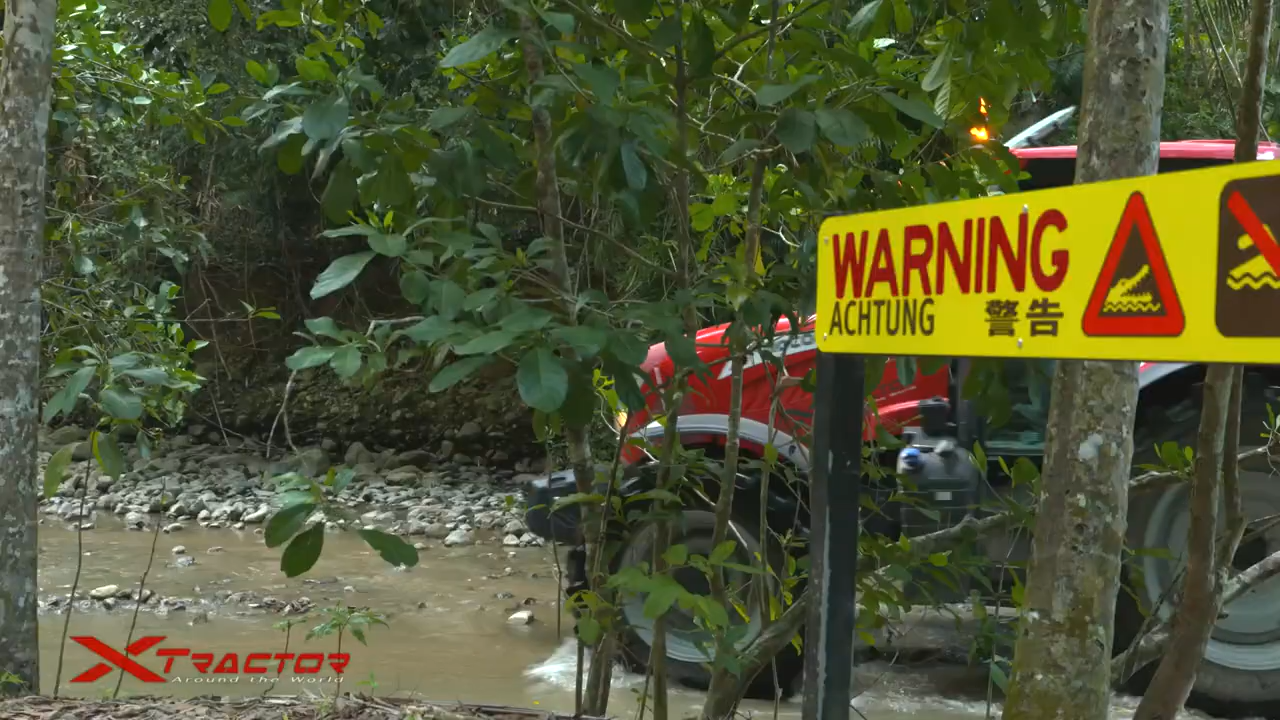 WARNING
ACHTUNG 警告
XTRACTOR
Around the World